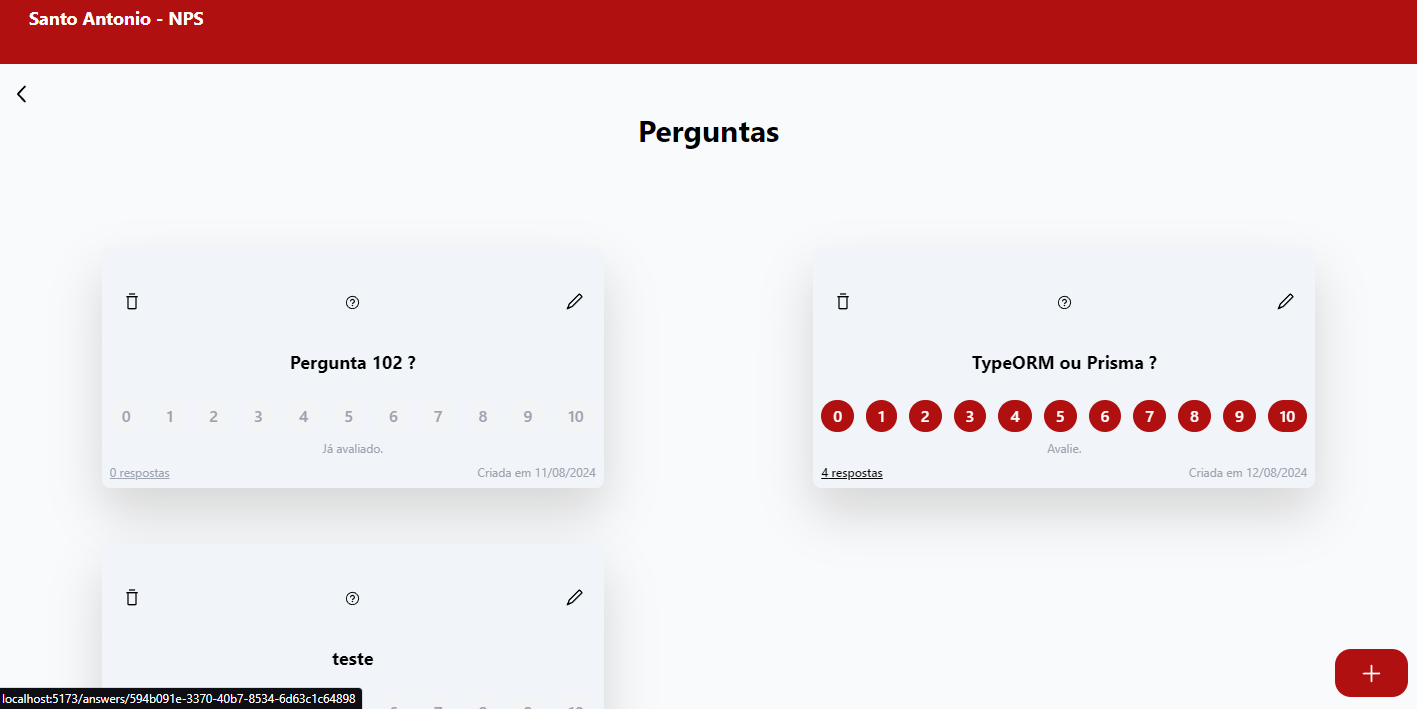 Santo Antonio - NPS
Perguntas
Pergunta 102 ?
0 1 2 3 4 5 6 7 8 9 10
Já avaliado.
0 respostas
Criada em 11/08/2024
TypeORM ou Prisma ?
0 1 2 3 4 5 6 7 8 9 10
Avalie.
4 respostas
Criada em 12/08/2024
teste
localhost:5173/answers/594b091e-3370-40b7-8534-6d63c1c64898